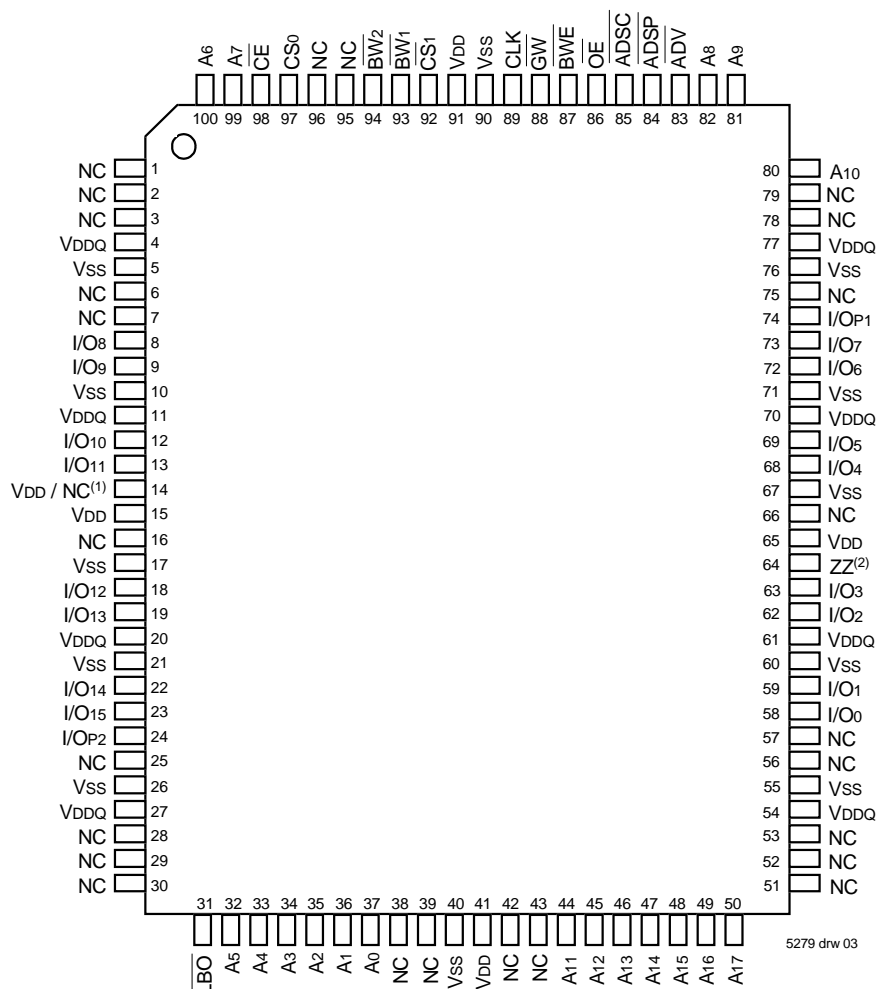 A6 A7 CE CS0 NC NC BW2 BW1 CS1 VDD VSS CLK GW BWE OE ADSC ADSP ADV A8 A9
100 99 98 97 96 95 94 93 92 91 90 89 88 87 86 85 84 83 82 81
NC 1 80 A10
NC 2 79 NC
NC 3 78 NC
VDDQ 4 77 VDDQ
VSS 5 76 VSS
NC 6 75 NC
NC 7 74 I/OP1
I/O8 8 73 I/O7
I/O9 9 72 I/O6
VSS 10 71 VSS
VDDQ 11 70 VDDQ
I/O10 12 69 I/O5
I/O11 13 68 I/O4
VDD / NC(1) 14 67 VSS
VDD 15 66 NC
NC 16 65 VDD
VSS 17 64 ZZ(2)
I/O12 18 63 I/O3
I/O13 19 62 I/O2
VDDQ 20 61 VDDQ
VSS 21 60 VSS
I/O14 22 59 I/O1
I/O15 23 58 I/O0
I/OP2 24 57 NC
NC 25 56 NC
VSS 26 55 VSS
VDDQ 27 54 VDDQ
NC 28 53 NC
NC 29 52 NC
NC 30 51 NC
31 32 33 34 35 36 37 38 39 40 41 42 43 44 45 46 47 48 49 50
LBO A5 A4 A3 A2 A1 A0 NC NC VSS VDD NC NC A11 A12 A13 A14 A15 A16 A17
5279 drw 03